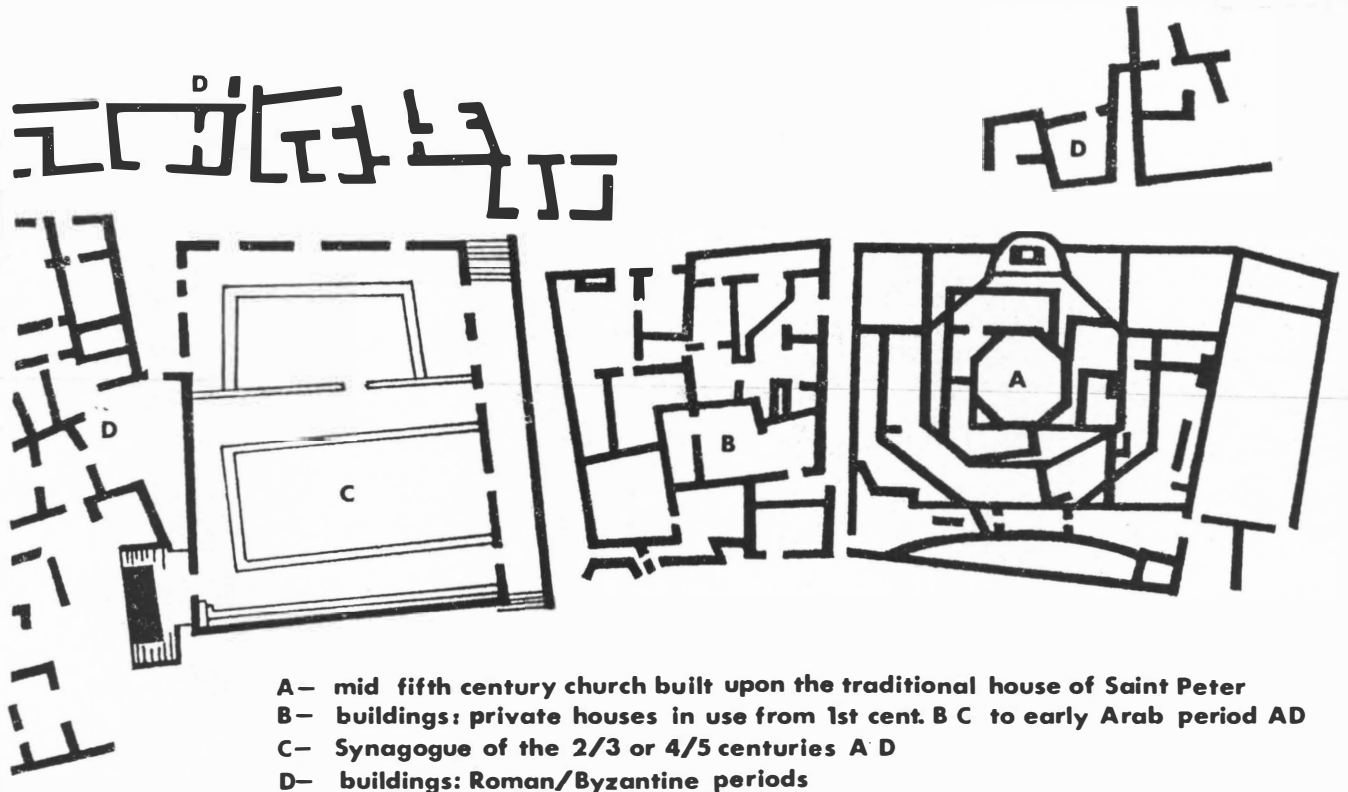 D
D
A
B
D
C
A— mid fifth century church built upon the traditional house of Saint Peter
B— buildings: private houses in use from 1st cent. B C to early Arab period AD
C— Synagogue of the 2/3 or 4/5 centuries A D
D— buildings: Roman/Byzantine periods